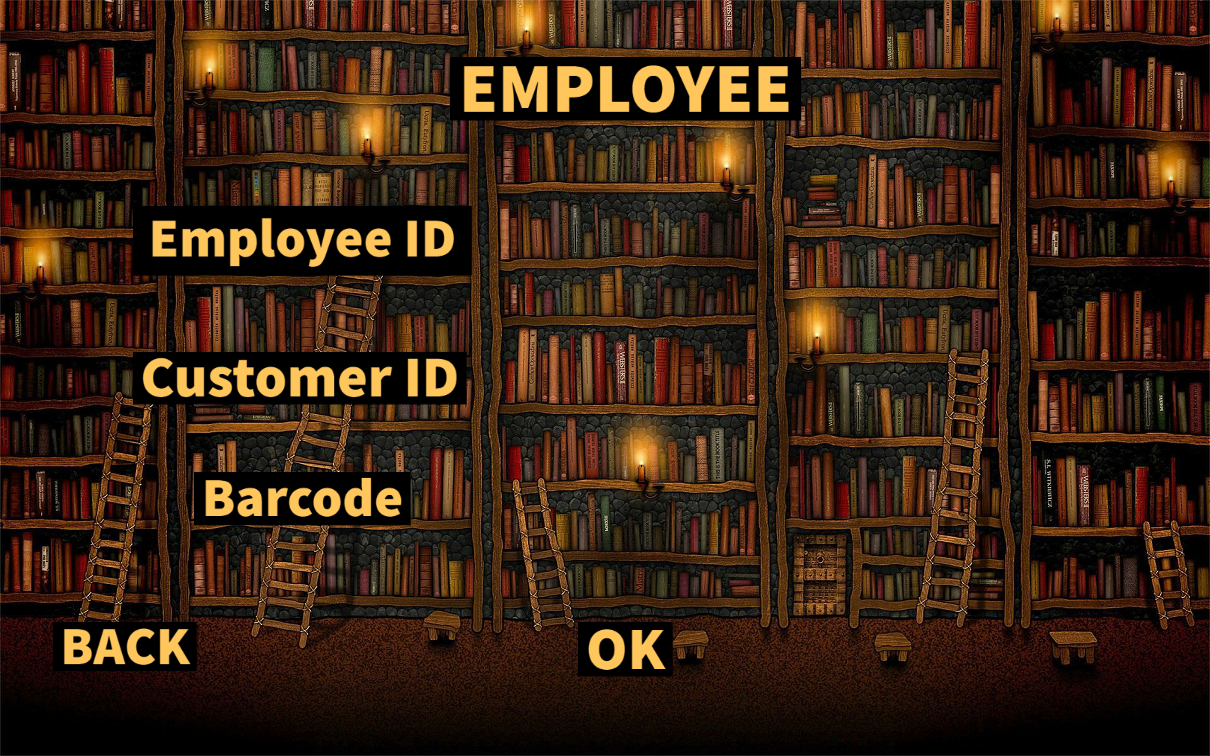 EMPLOYEE
Employee ID
Customer ID
Barcode
BACK
OK